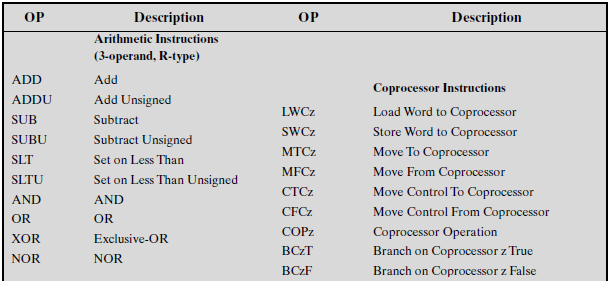 OP Description OP Description
Arithmetic Instructions
(3-operand, R-type)
ADD Add
Coprocessor Instructions
ADDU Add Unsigned
LWCz Load Word to Coprocessor
SUB Subtract
SWCz Store Word to Coprocessor
SUBU Subtract Unsigned
MTCz Move To Coprocessor
SLT Set on Less Than
MFCz Move From Coprocessor
SLTU Set on Less Than Unsigned
CTCz Move Control To Coprocessor
AND AND
CFCz Move Control From Coprocessor
OR OR
COPz Coprocessor Operation
XOR Exclusive-OR
BCzT Branch on Coprocessor z True
NOR NOR
BCzF Branch on Coprocessor z False